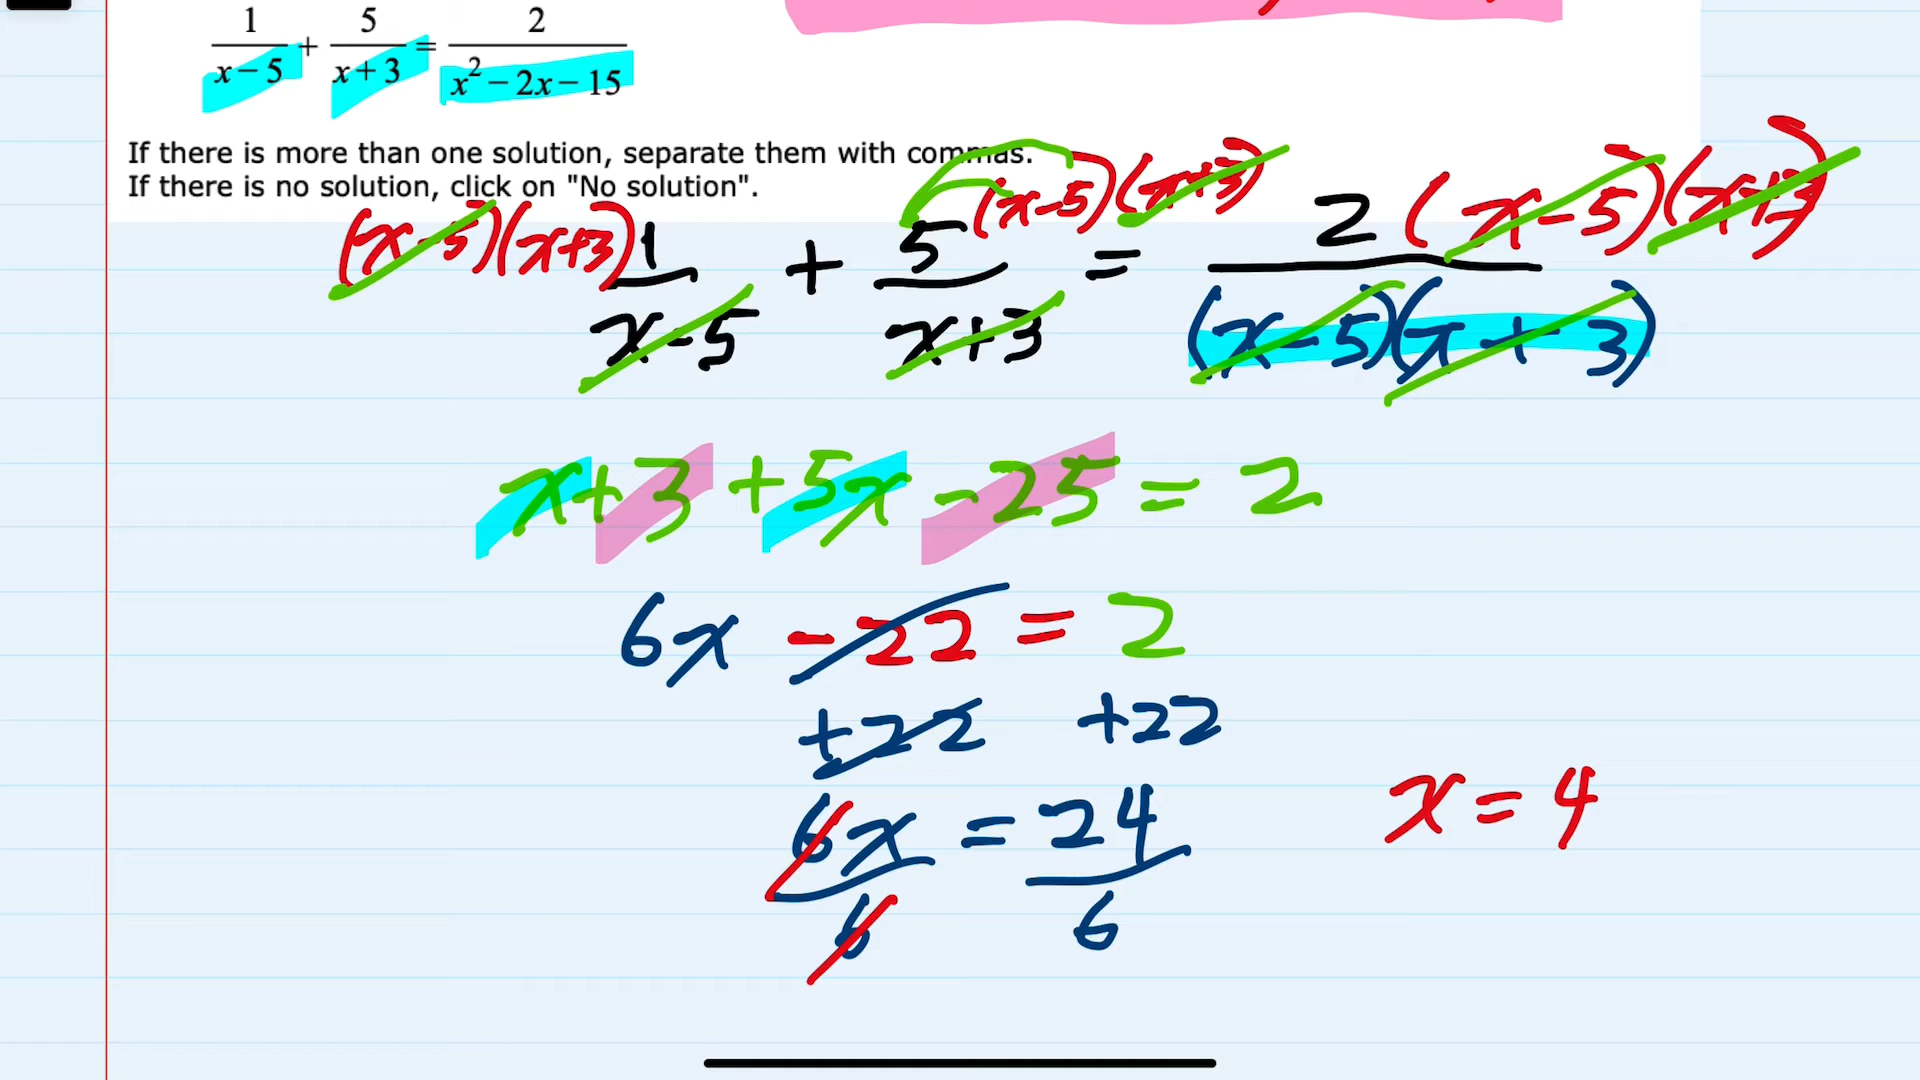 1/(x − 5) + 5/(x + 3) = 2/(x² − 2x − 15)
If there is more than one solution, separate them with commas.
If there is no solution, click on "No solution".
(x-5)(x+3) 1/(x-5) + 5(x-5)(x+3)/(x+3) = 2(x-5)(x+3)/((x-5)(x+3))
x+3 +5x -25 = 2
6x -22 = 2
+22 +22
6x/6 = 24/6
x = 4